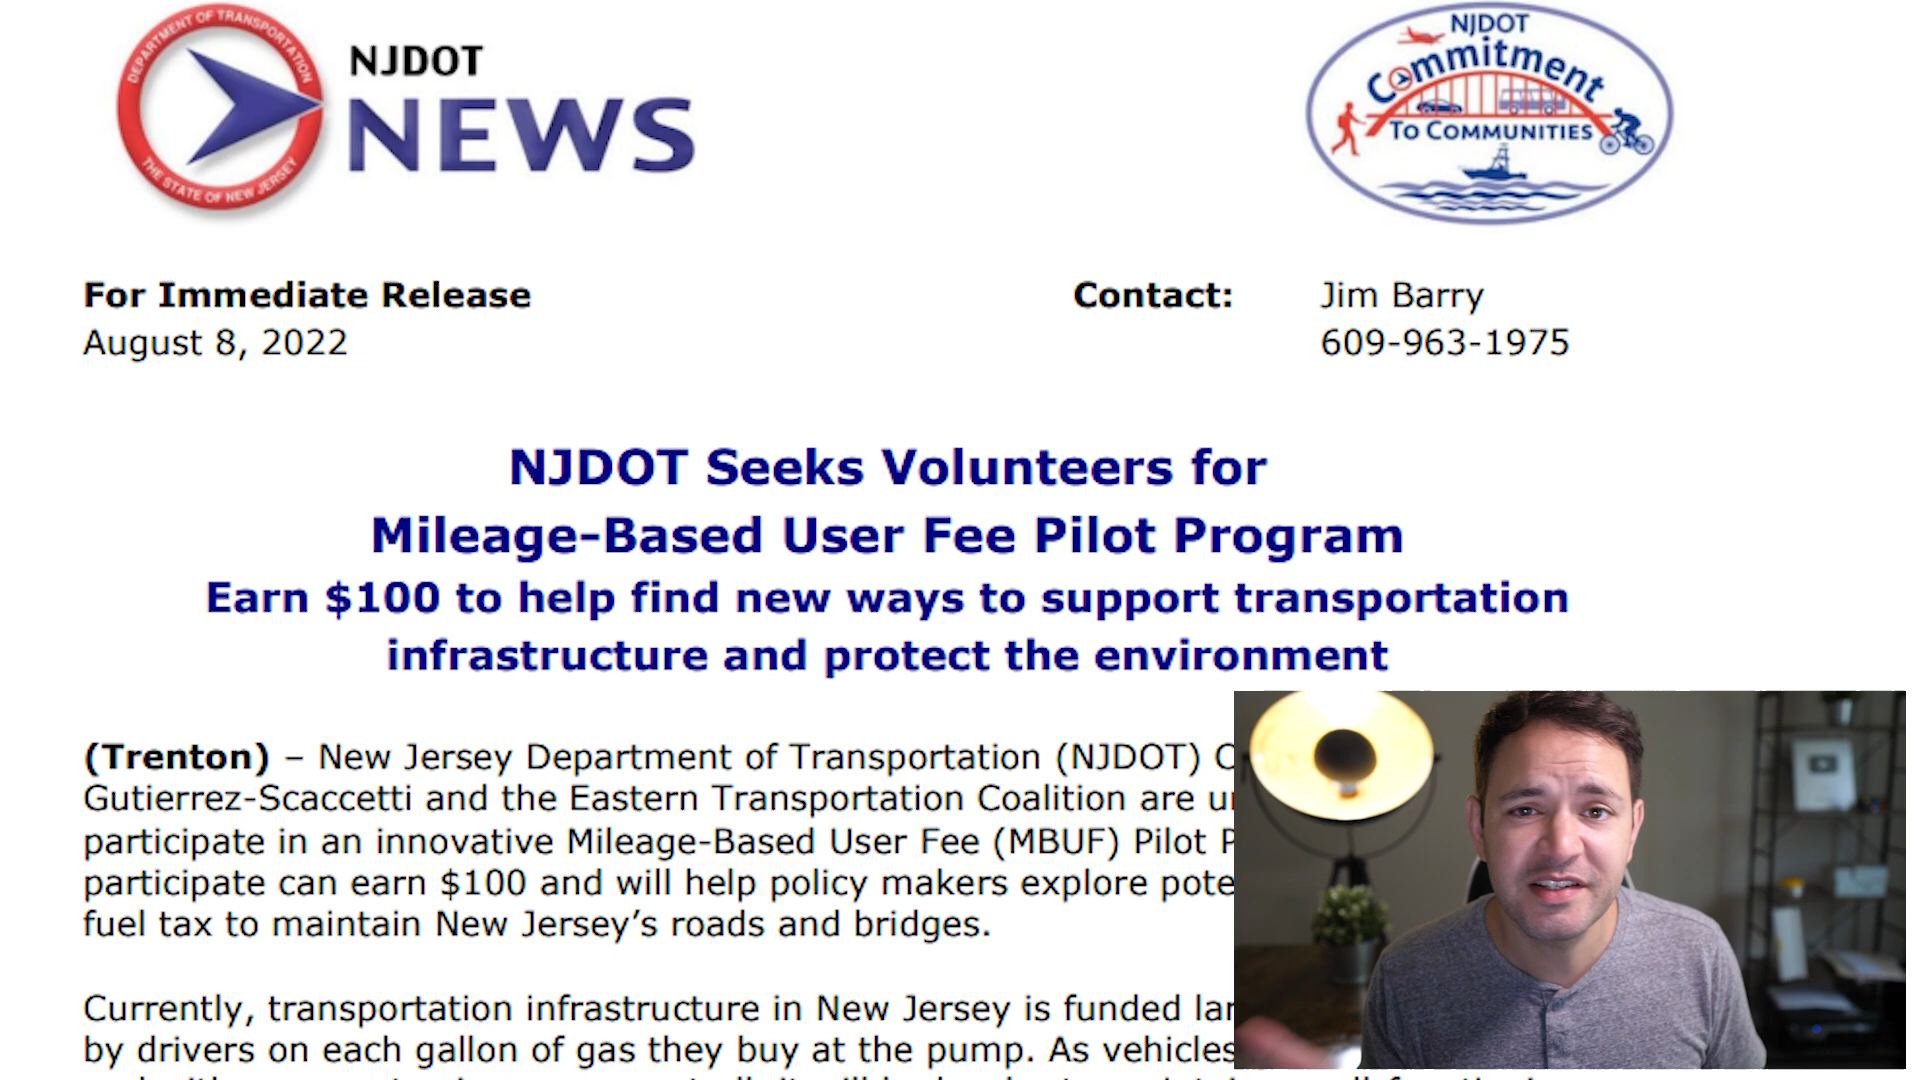 DEPARTMENT OF TRANSPORTATION
THE STATE OF NEW JERSEY
NJDOT
NEWS
NJDOT
Commitment
To Communities
For Immediate Release
August 8, 2022
Contact:
Jim Barry
609-963-1975
NJDOT Seeks Volunteers for
Mileage-Based User Fee Pilot Program
Earn $100 to help find new ways to support transportation
infrastructure and protect the environment
(Trenton) – New Jersey Department of Transportation (NJDOT)
Gutierrez-Scaccetti and the Eastern Transportation Coalition are
participate in an innovative Mileage-Based User Fee (MBUF) Pilot
participate can earn $100 and will help policy makers explore
fuel tax to maintain New Jersey’s roads and bridges.
Currently, transportation infrastructure in New Jersey is funded
by drivers on each gallon of gas they buy at the pump. As vehicles